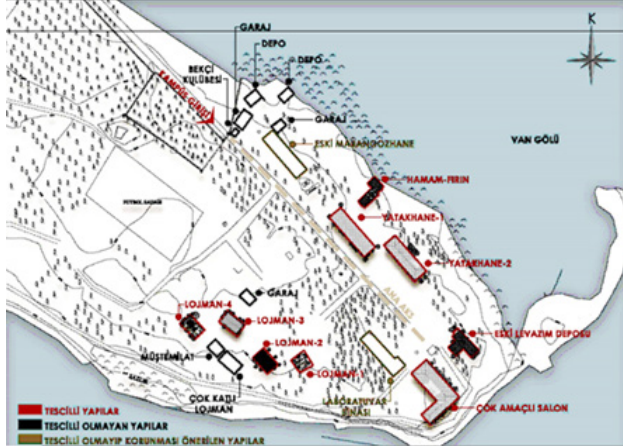 GARAJ
K
DEPO
DEPO
BEKÇİ
KULÜBESİ
KAMPÜS GİRİŞİ
GARAJ
ESKİ MARANGOZHANE
VAN GÖLÜ
HAMAM-FIRIN
YATAKHANE-1
FUTBOL SAHASI
YATAKHANE-2
ANA AKS
GARAJ
LOJMAN-4
LOJMAN-3
ESKİ LEVAZIM DEPOSU
LOJMAN-2
MÜŞTEMİLAT
LOJMAN-1
ÇOK KATLI
LOJMAN
LABORATUVAR
BİNASI
ÇOK AMAÇLI SALON
TESCİLLİ YAPILAR
TESCİLLİ OLMAYAN YAPILAR
TESCİLLİ OLMAYIP KORUNMASI ÖNERİLEN YAPILAR